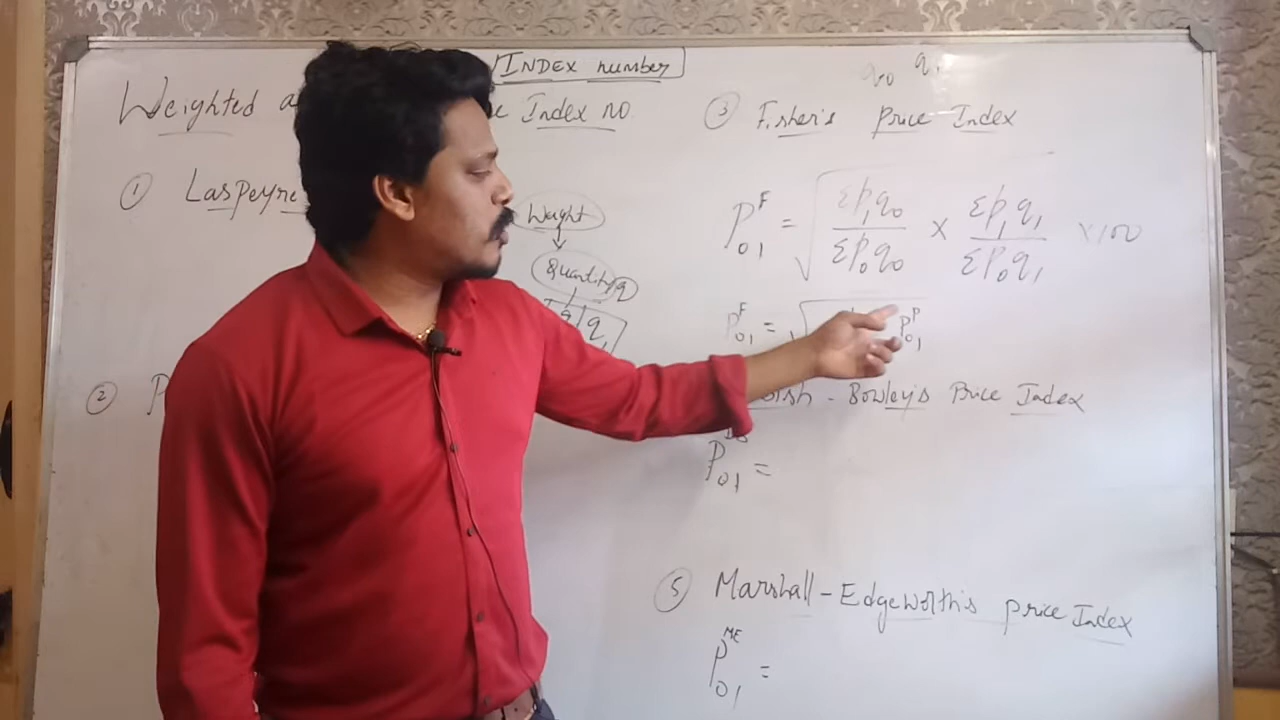 INDEX number
Weighted a
Index no.
① Laspeyre
Weight
Quantity q
q₁
②
q₀ q₁
③ Fisher's Price Index
P₀₁ᶠ = √ Σp₁q₀ / Σp₀q₀ × Σp₁q₁ / Σp₀q₁ × 100
P₀₁ᶠ = √ P₀₁ᴾ
Bowley's Price Index
P₀₁ =
⑤ Marshall - Edgeworth's price Index
P₀₁ᴹᴱ =